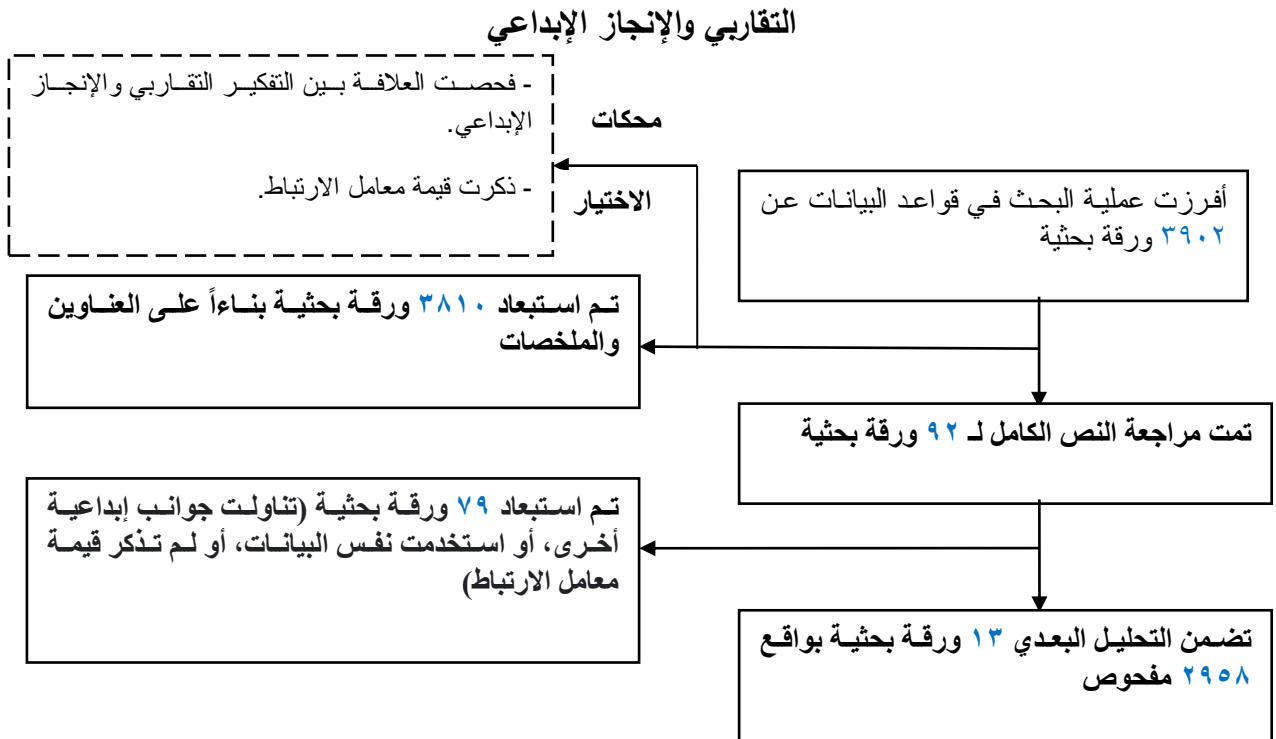 التقاربي والإنجاز الإبداعي
- فحصت العلاقة بين التفكير التقاربي والإنجاز
الإبداعي.
- ذكرت قيمة معامل الارتباط.
محكات
الاختيار
أفرزت عملية البحث في قواعد البيانات عن
٣٩٠٢ ورقة بحثية
تم استبعاد ٣٨١٠ ورقة بحثية بناءاً على العناوين
والملخصات
تمت مراجعة النص الكامل لـ ٩٢ ورقة بحثية
تم استبعاد ٧٩ ورقة بحثية (تناولت جوانب إبداعية
أخرى، أو استخدمت نفس البيانات، أو لم تذكر قيمة
معامل الارتباط)
تضمن التحليل البعدي ١٣ ورقة بحثية بواقع
٢٩٥٨ مفحوص